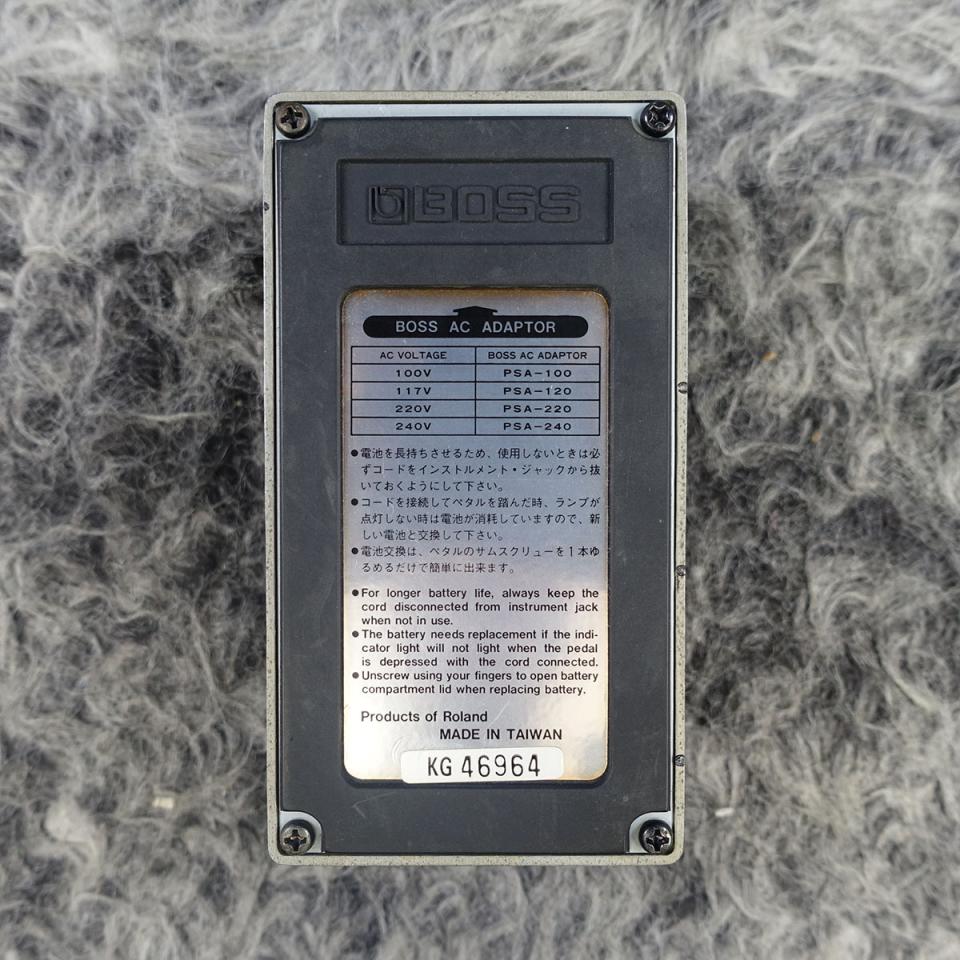 BOSS
BOSS AC ADAPTOR
AC VOLTAGE BOSS AC ADAPTOR
100V PSA-100
117V PSA-120
220V PSA-220
240V PSA-240
●電池を長持ちさせるため、使用しないときは必
ずコードをインストルメント・ジャックから抜
いておくようにして下さい。
●コードを接続してペタルを踏んだ時、ランプが
点灯しない時は電池が消耗していますので、新
しい電池と交換して下さい。
●電池交換は、ペタルのサムスクリューを1本ゆ
るめるだけで簡単に出来ます。
●For longer battery life, always keep the
cord disconnected from instrument jack
when not in use.
●The battery needs replacement if the indi-
cator light will not light when the pedal
is depressed with the cord connected.
●Unscrew using your fingers to open battery
compartment lid when replacing battery.
Products of Roland
MADE IN TAIWAN
KG 46964